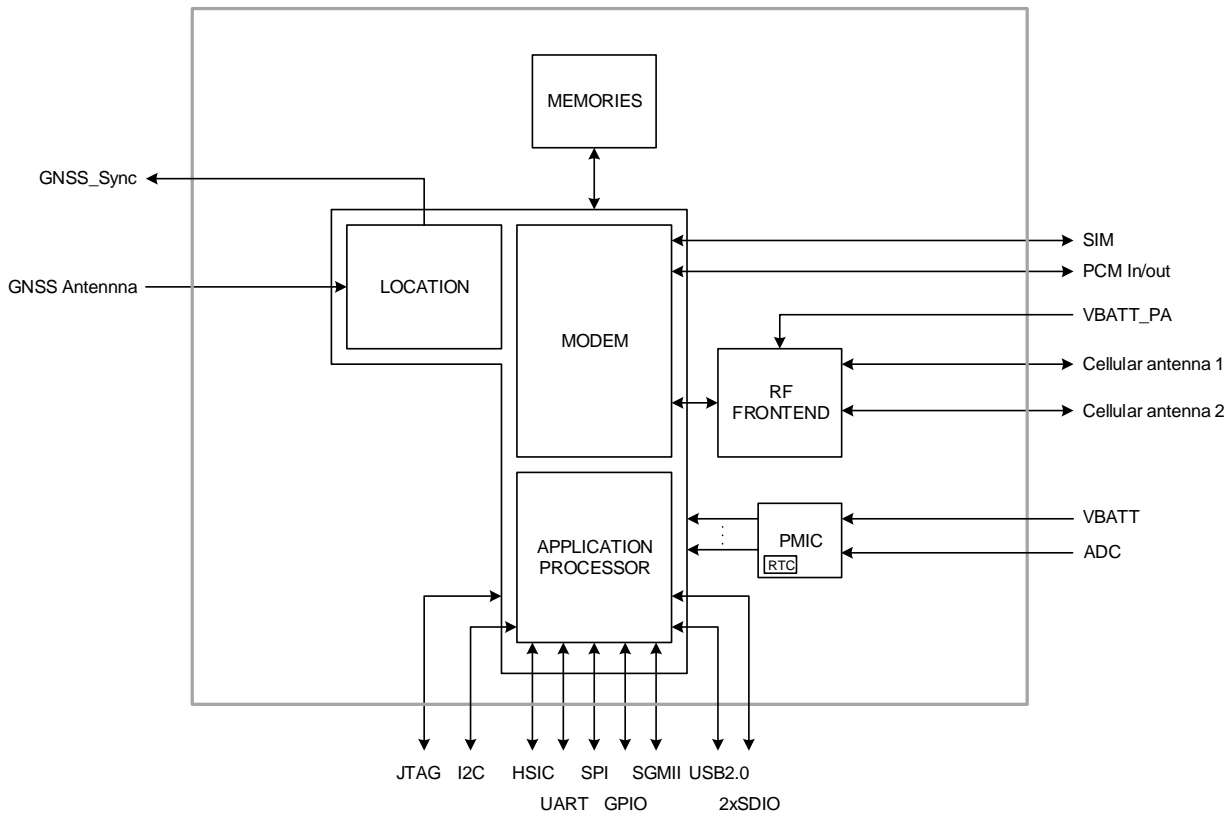 MEMORIES
GNSS_Sync
SIM
PCM In/out
GNSS Antennna
LOCATION
VBATT_PA
MODEM
Cellular antenna 1
RF
FRONTEND
Cellular antenna 2
VBATT
PMIC
APPLICATION
PROCESSOR
ADC
RTC
JTAG I2C HSIC SPI SGMII USB2.0
UART GPIO 2xSDIO